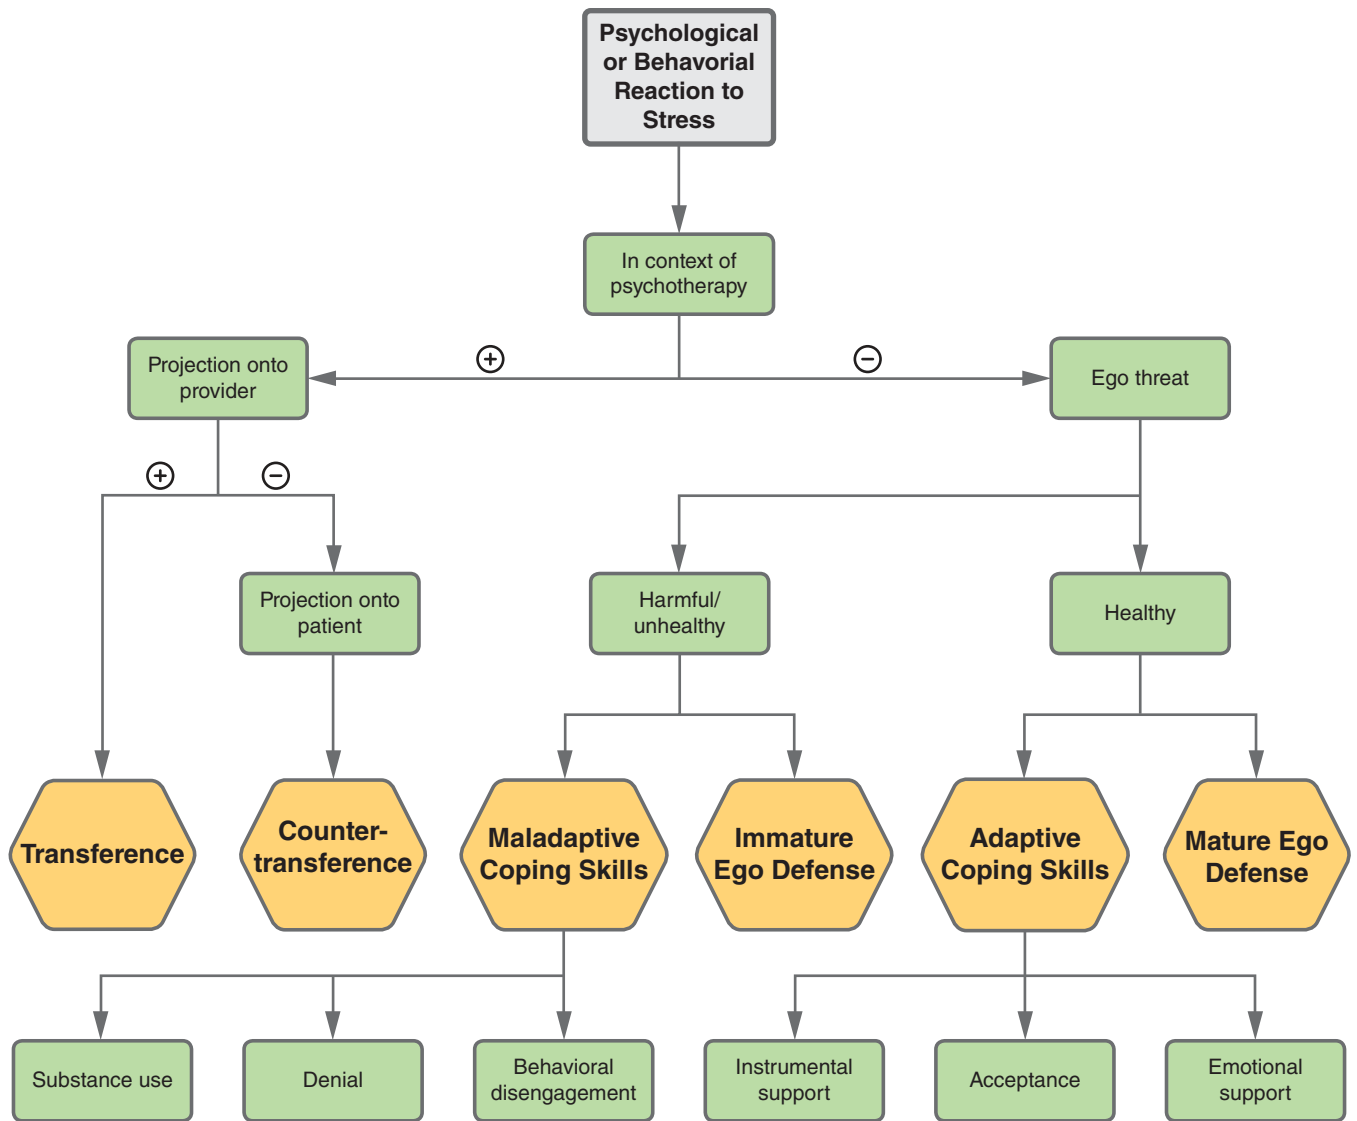 Psychological
or Behavorial
Reaction to
Stress
In context of
psychotherapy
Projection onto
provider
+
−
Ego threat
+
−
Projection onto
patient
Harmful/
unhealthy
Healthy
Transference
Counter-
transference
Maladaptive
Coping Skills
Immature
Ego Defense
Adaptive
Coping Skills
Mature Ego
Defense
Substance use
Denial
Behavioral
disengagement
Instrumental
support
Acceptance
Emotional
support